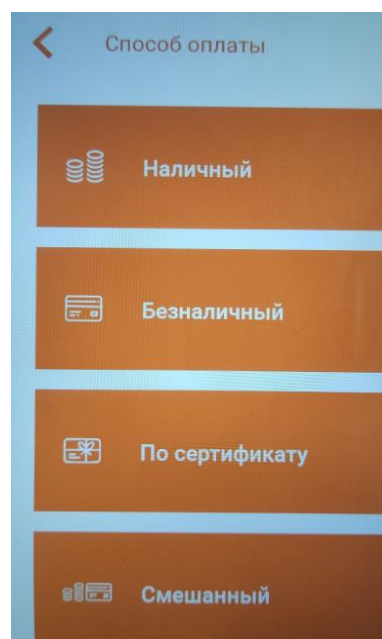 Способ оплаты
Наличный
Безналичный
По сертификату
Смешанный